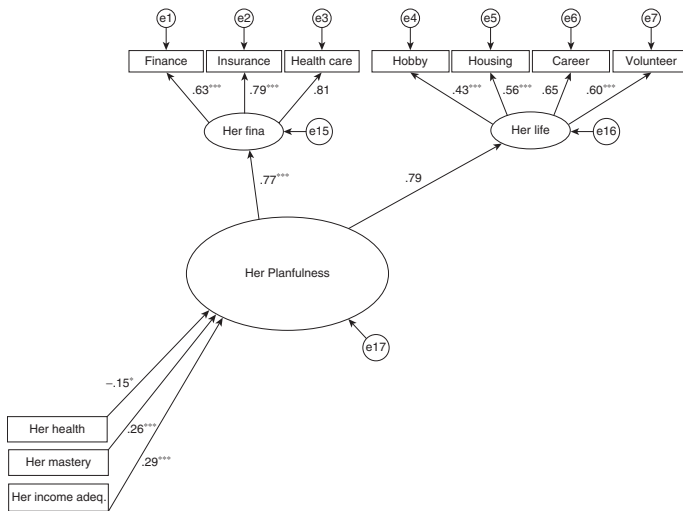 e1 e2 e3 e4 e5 e6 e7
Finance Insurance Health care Hobby Housing Career Volunteer
.63*** .79*** .81 .43*** .56*** .65 .60***
Her fina e15 Her life e16
.77*** .79
Her Planfulness
e17
–.15*
Her health
.26***
Her mastery
.29***
Her income adeq.